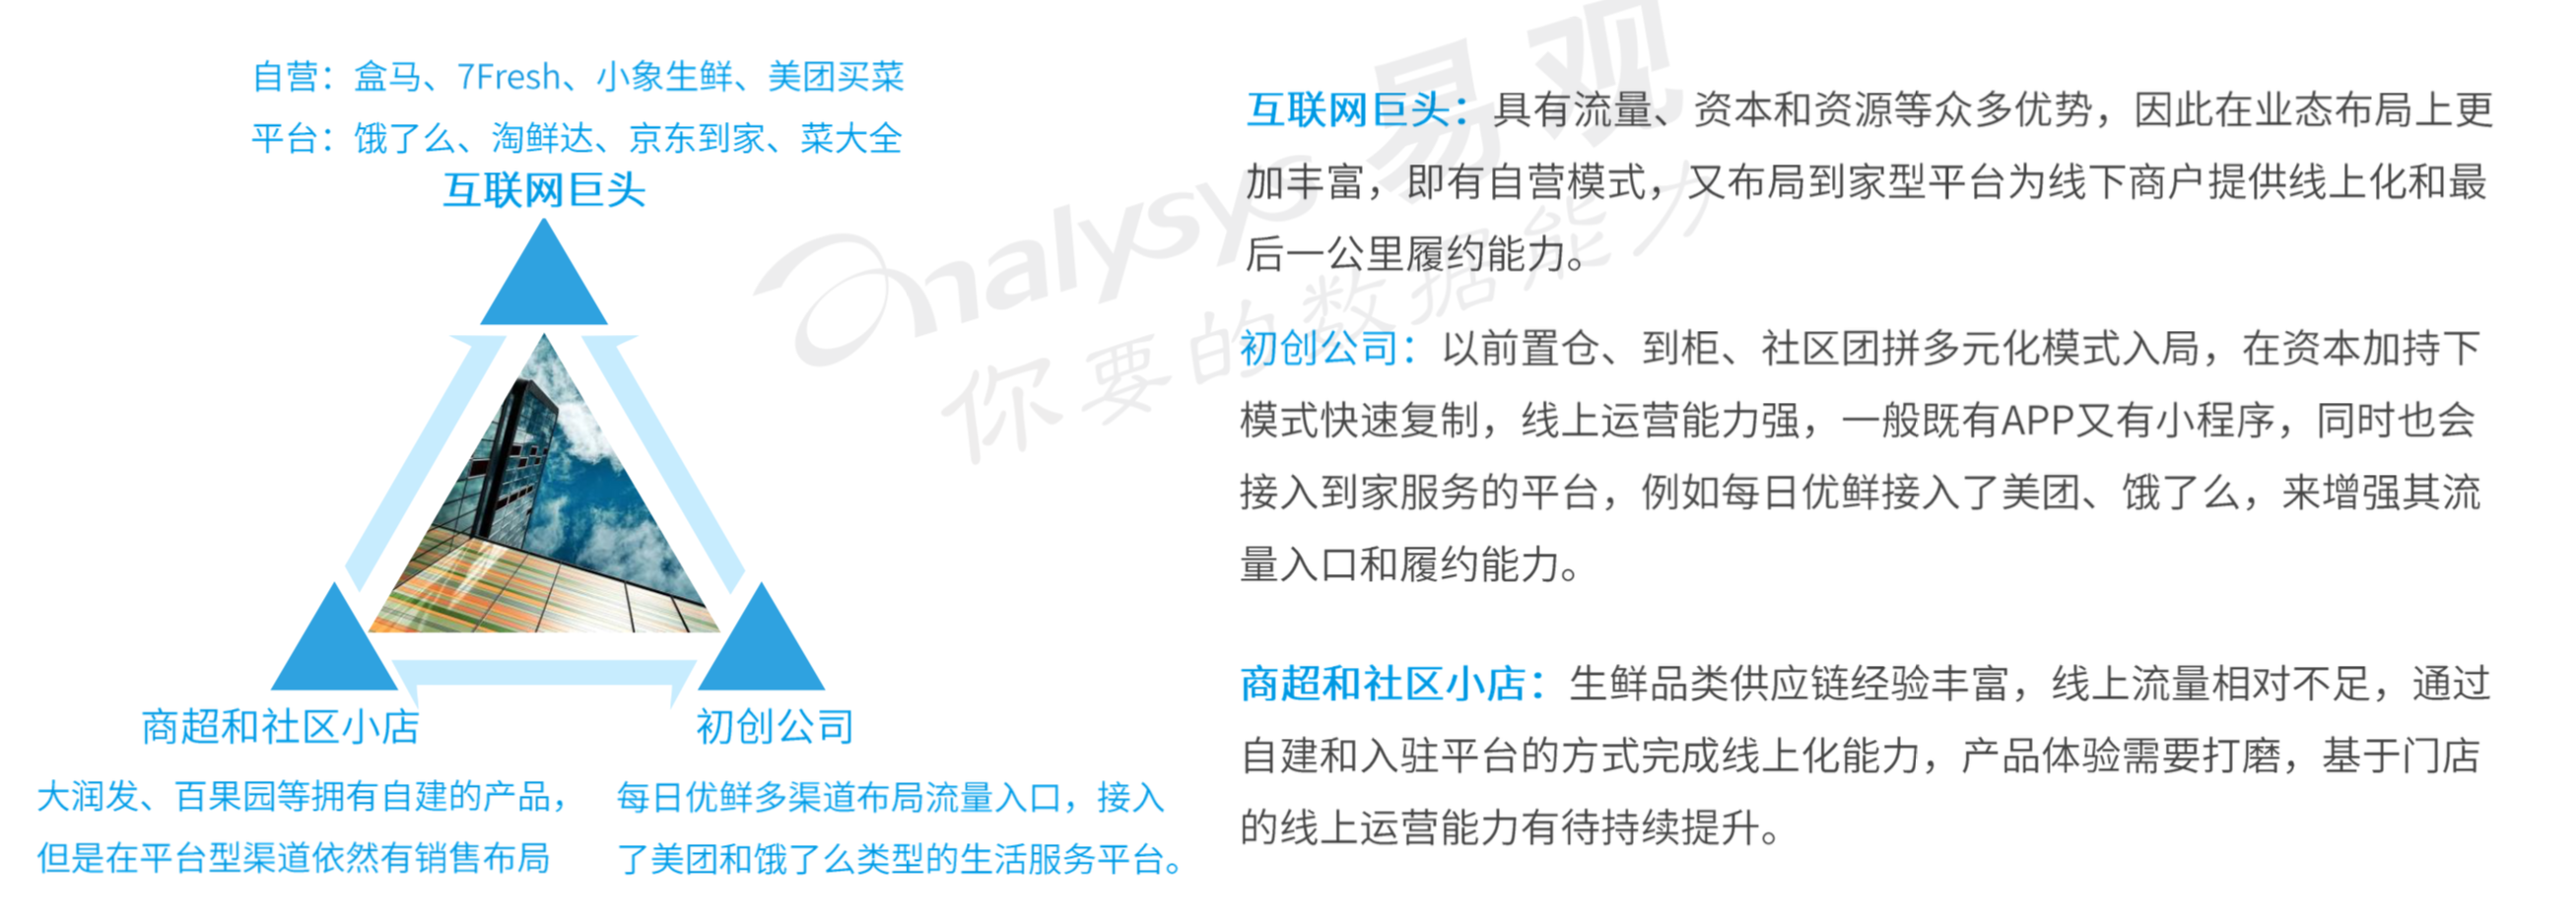 自营：盒马、7Fresh、小象生鲜、美团买菜
平台：饿了么、淘鲜达、京东到家、菜大全
互联网巨头
商超和社区小店
大润发、百果园等拥有自建的产品，
但是在平台型渠道依然有销售布局
初创公司
每日优鲜多渠道布局流量入口，接入
了美团和饿了么类型的生活服务平台。
互联网巨头：具有流量、资本和资源等众多优势，因此在业态布局上更
加丰富，即有自营模式，又布局到家型平台为线下商户提供线上化和最
后一公里履约能力。
初创公司：以前置仓、到柜、社区团拼多元化模式入局，在资本加持下
模式快速复制，线上运营能力强，一般既有APP又有小程序，同时也会
接入到家服务的平台，例如每日优鲜接入了美团、饿了么，来增强其流
量入口和履约能力。
商超和社区小店：生鲜品类供应链经验丰富，线上流量相对不足，通过
自建和入驻平台的方式完成线上化能力，产品体验需要打磨，基于门店
的线上运营能力有待持续提升。
analysys易观
你要的数据能力